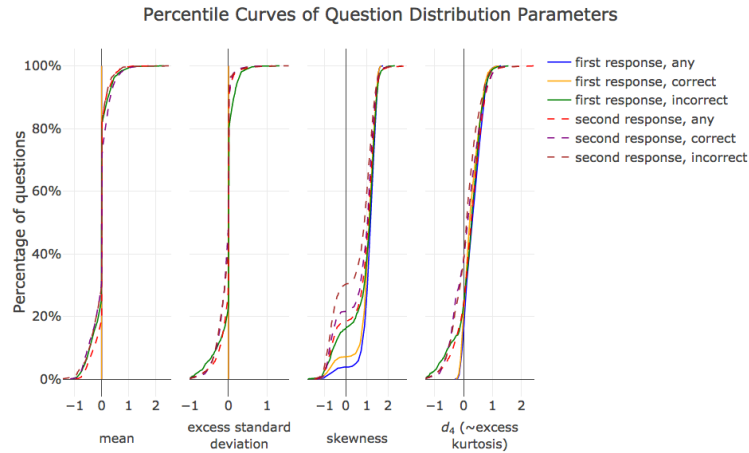 Percentile Curves of Question Distribution Parameters
Percentage of questions
100%
80%
60%
40%
20%
0%
−1 0 1 2
mean
−1 0 1
excess standard
deviation
−1 0 1 2
skewness
−1 0 1 2
d₄ (~excess
kurtosis)
first response, any
first response, correct
first response, incorrect
second response, any
second response, correct
second response, incorrect